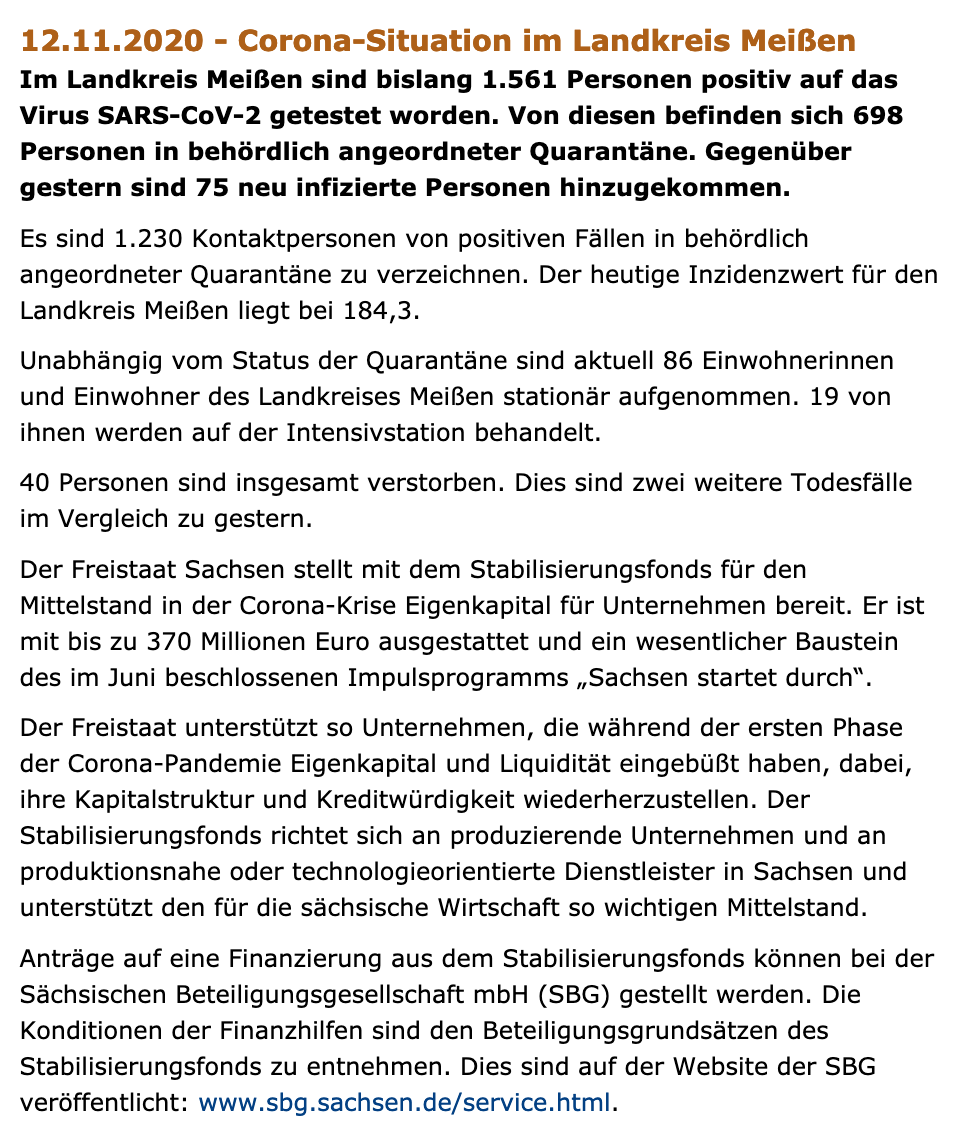 12.11.2020 - Corona-Situation im Landkreis Meißen
Im Landkreis Meißen sind bislang 1.561 Personen positiv auf das
Virus SARS-CoV-2 getestet worden. Von diesen befinden sich 698
Personen in behördlich angeordneter Quarantäne. Gegenüber
gestern sind 75 neu infizierte Personen hinzugekommen.
Es sind 1.230 Kontaktpersonen von positiven Fällen in behördlich
angeordneter Quarantäne zu verzeichnen. Der heutige Inzidenzwert für den
Landkreis Meißen liegt bei 184,3.
Unabhängig vom Status der Quarantäne sind aktuell 86 Einwohnerinnen
und Einwohner des Landkreises Meißen stationär aufgenommen. 19 von
ihnen werden auf der Intensivstation behandelt.
40 Personen sind insgesamt verstorben. Dies sind zwei weitere Todesfälle
im Vergleich zu gestern.
Der Freistaat Sachsen stellt mit dem Stabilisierungsfonds für den
Mittelstand in der Corona-Krise Eigenkapital für Unternehmen bereit. Er ist
mit bis zu 370 Millionen Euro ausgestattet und ein wesentlicher Baustein
des im Juni beschlossenen Impulsprogramms „Sachsen startet durch“.
Der Freistaat unterstützt so Unternehmen, die während der ersten Phase
der Corona-Pandemie Eigenkapital und Liquidität eingebüßt haben, dabei,
ihre Kapitalstruktur und Kreditwürdigkeit wiederherzustellen. Der
Stabilisierungsfonds richtet sich an produzierende Unternehmen und an
produktionsnahe oder technologieorientierte Dienstleister in Sachsen und
unterstützt den für die sächsische Wirtschaft so wichtigen Mittelstand.
Anträge auf eine Finanzierung aus dem Stabilisierungsfonds können bei der
Sächsischen Beteiligungsgesellschaft mbH (SBG) gestellt werden. Die
Konditionen der Finanzhilfen sind den Beteiligungsgrundsätzen des
Stabilisierungsfonds zu entnehmen. Dies sind auf der Website der SBG
veröffentlicht: www.sbg.sachsen.de/service.html.